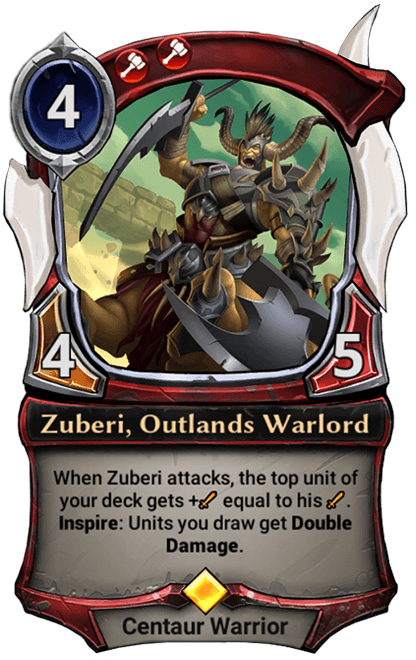 4
4
5
Zuberi, Outlands Warlord
When Zuberi attacks, the top unit of
your deck gets + equal to his .
Inspire: Units you draw get Double
Damage.
Centaur Warrior